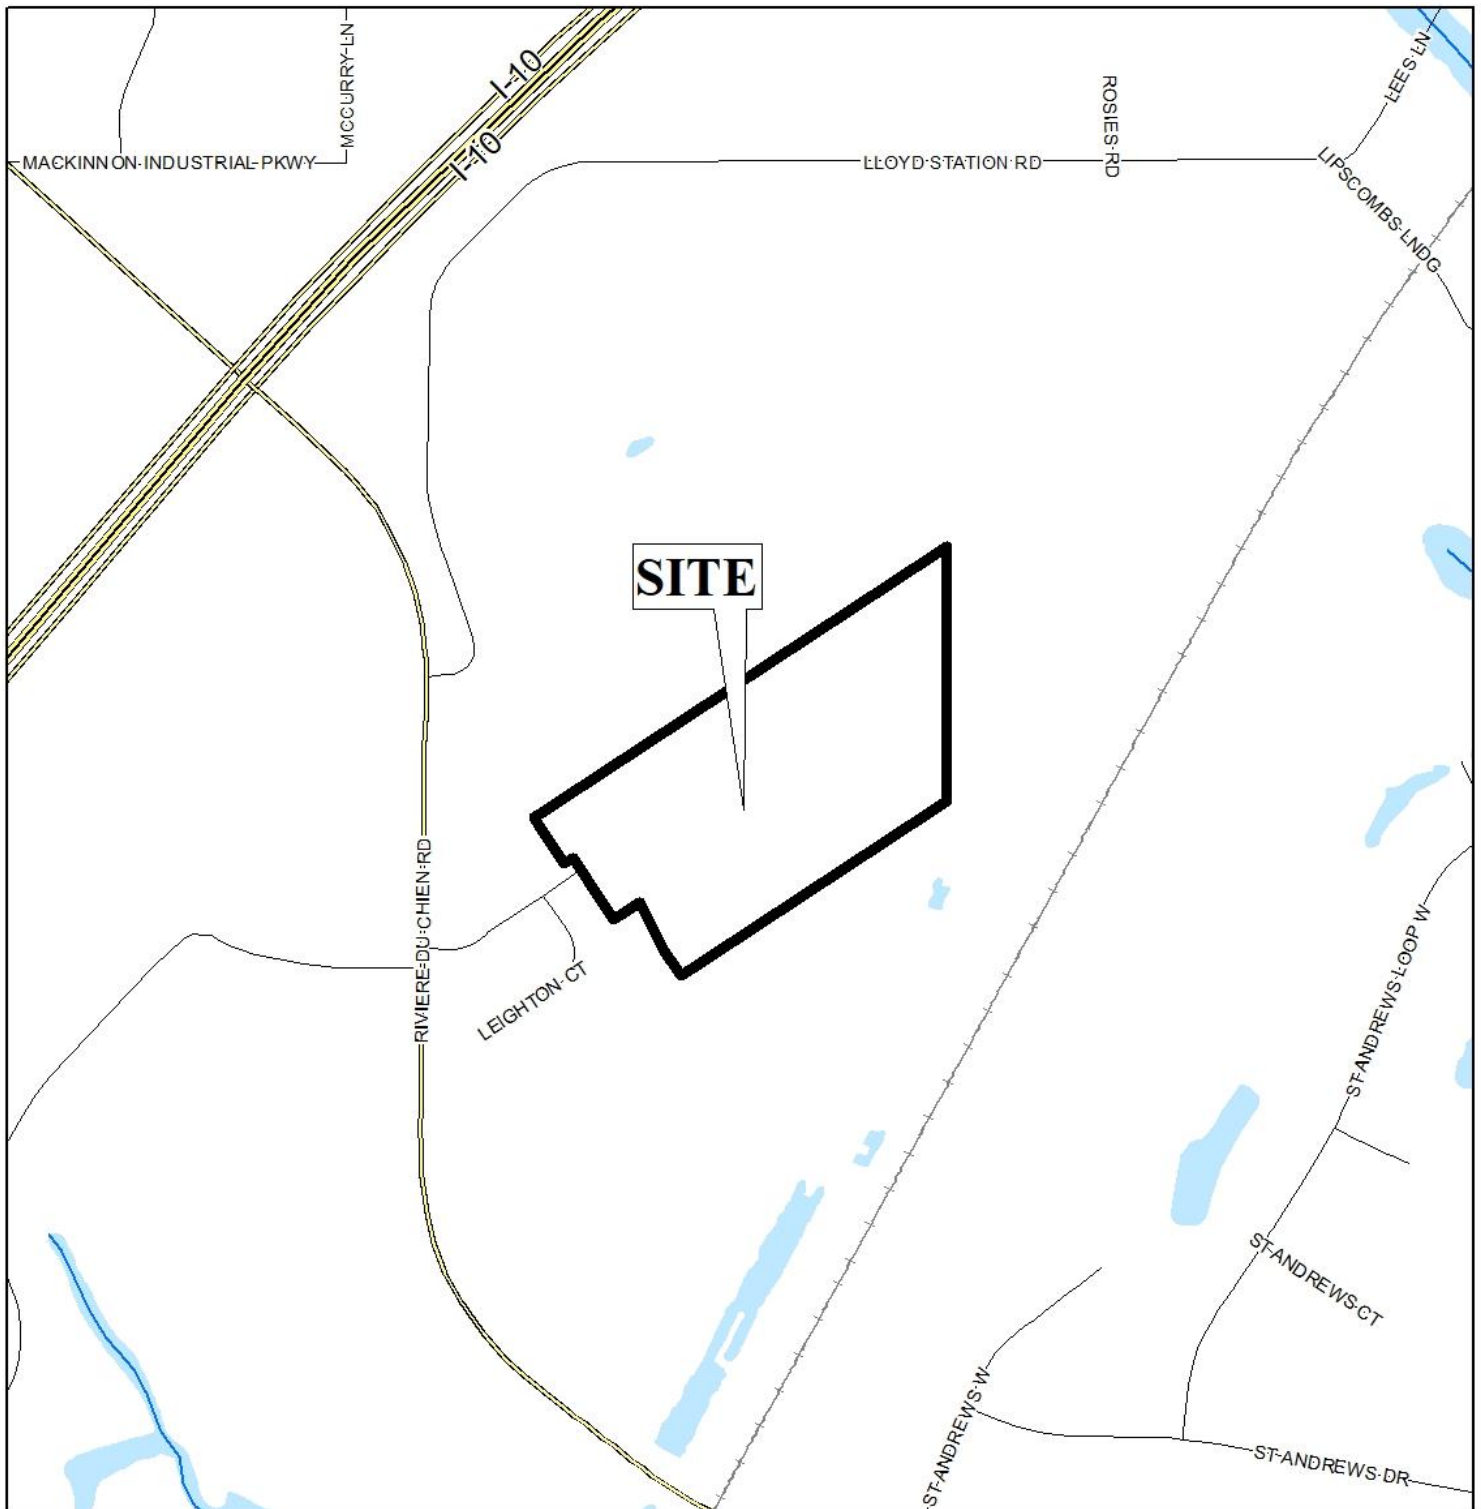 MCCURRY LN
I-10
I-10
LEES LN
ROSIES RD
MACKINNON INDUSTRIAL PKWY
LLOYD STATION RD
LIPSCOMBS LNDG
SITE
RIVIERE DU CHIEN RD
LEIGHTON CT
ST ANDREWS LOOP W
ST ANDREWS CT
ST ANDREWS W
ST ANDREWS DR